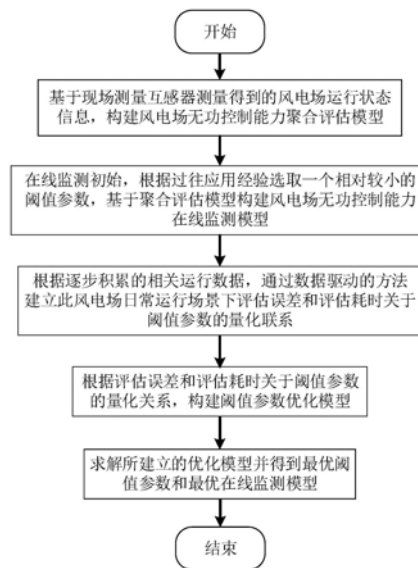 开始
基于现场测量互感器测量得到的风电场运行状态
信息，构建风电场无功控制能力聚合评估模型
在线监测初始，根据过往应用经验选取一个相对较小的
阈值参数，基于聚合评估模型构建风电场无功控制能力
在线监测模型
根据逐步积累的相关运行数据，通过数据驱动的方法
建立此风电场日常运行场景下评估误差和评估耗时关于
阈值参数的量化联系
根据评估误差和评估耗时关于阈值参数
的量化关系，构建阈值参数优化模型
求解所建立的优化模型并得到最优阈
值参数和最优在线监测模型
结束